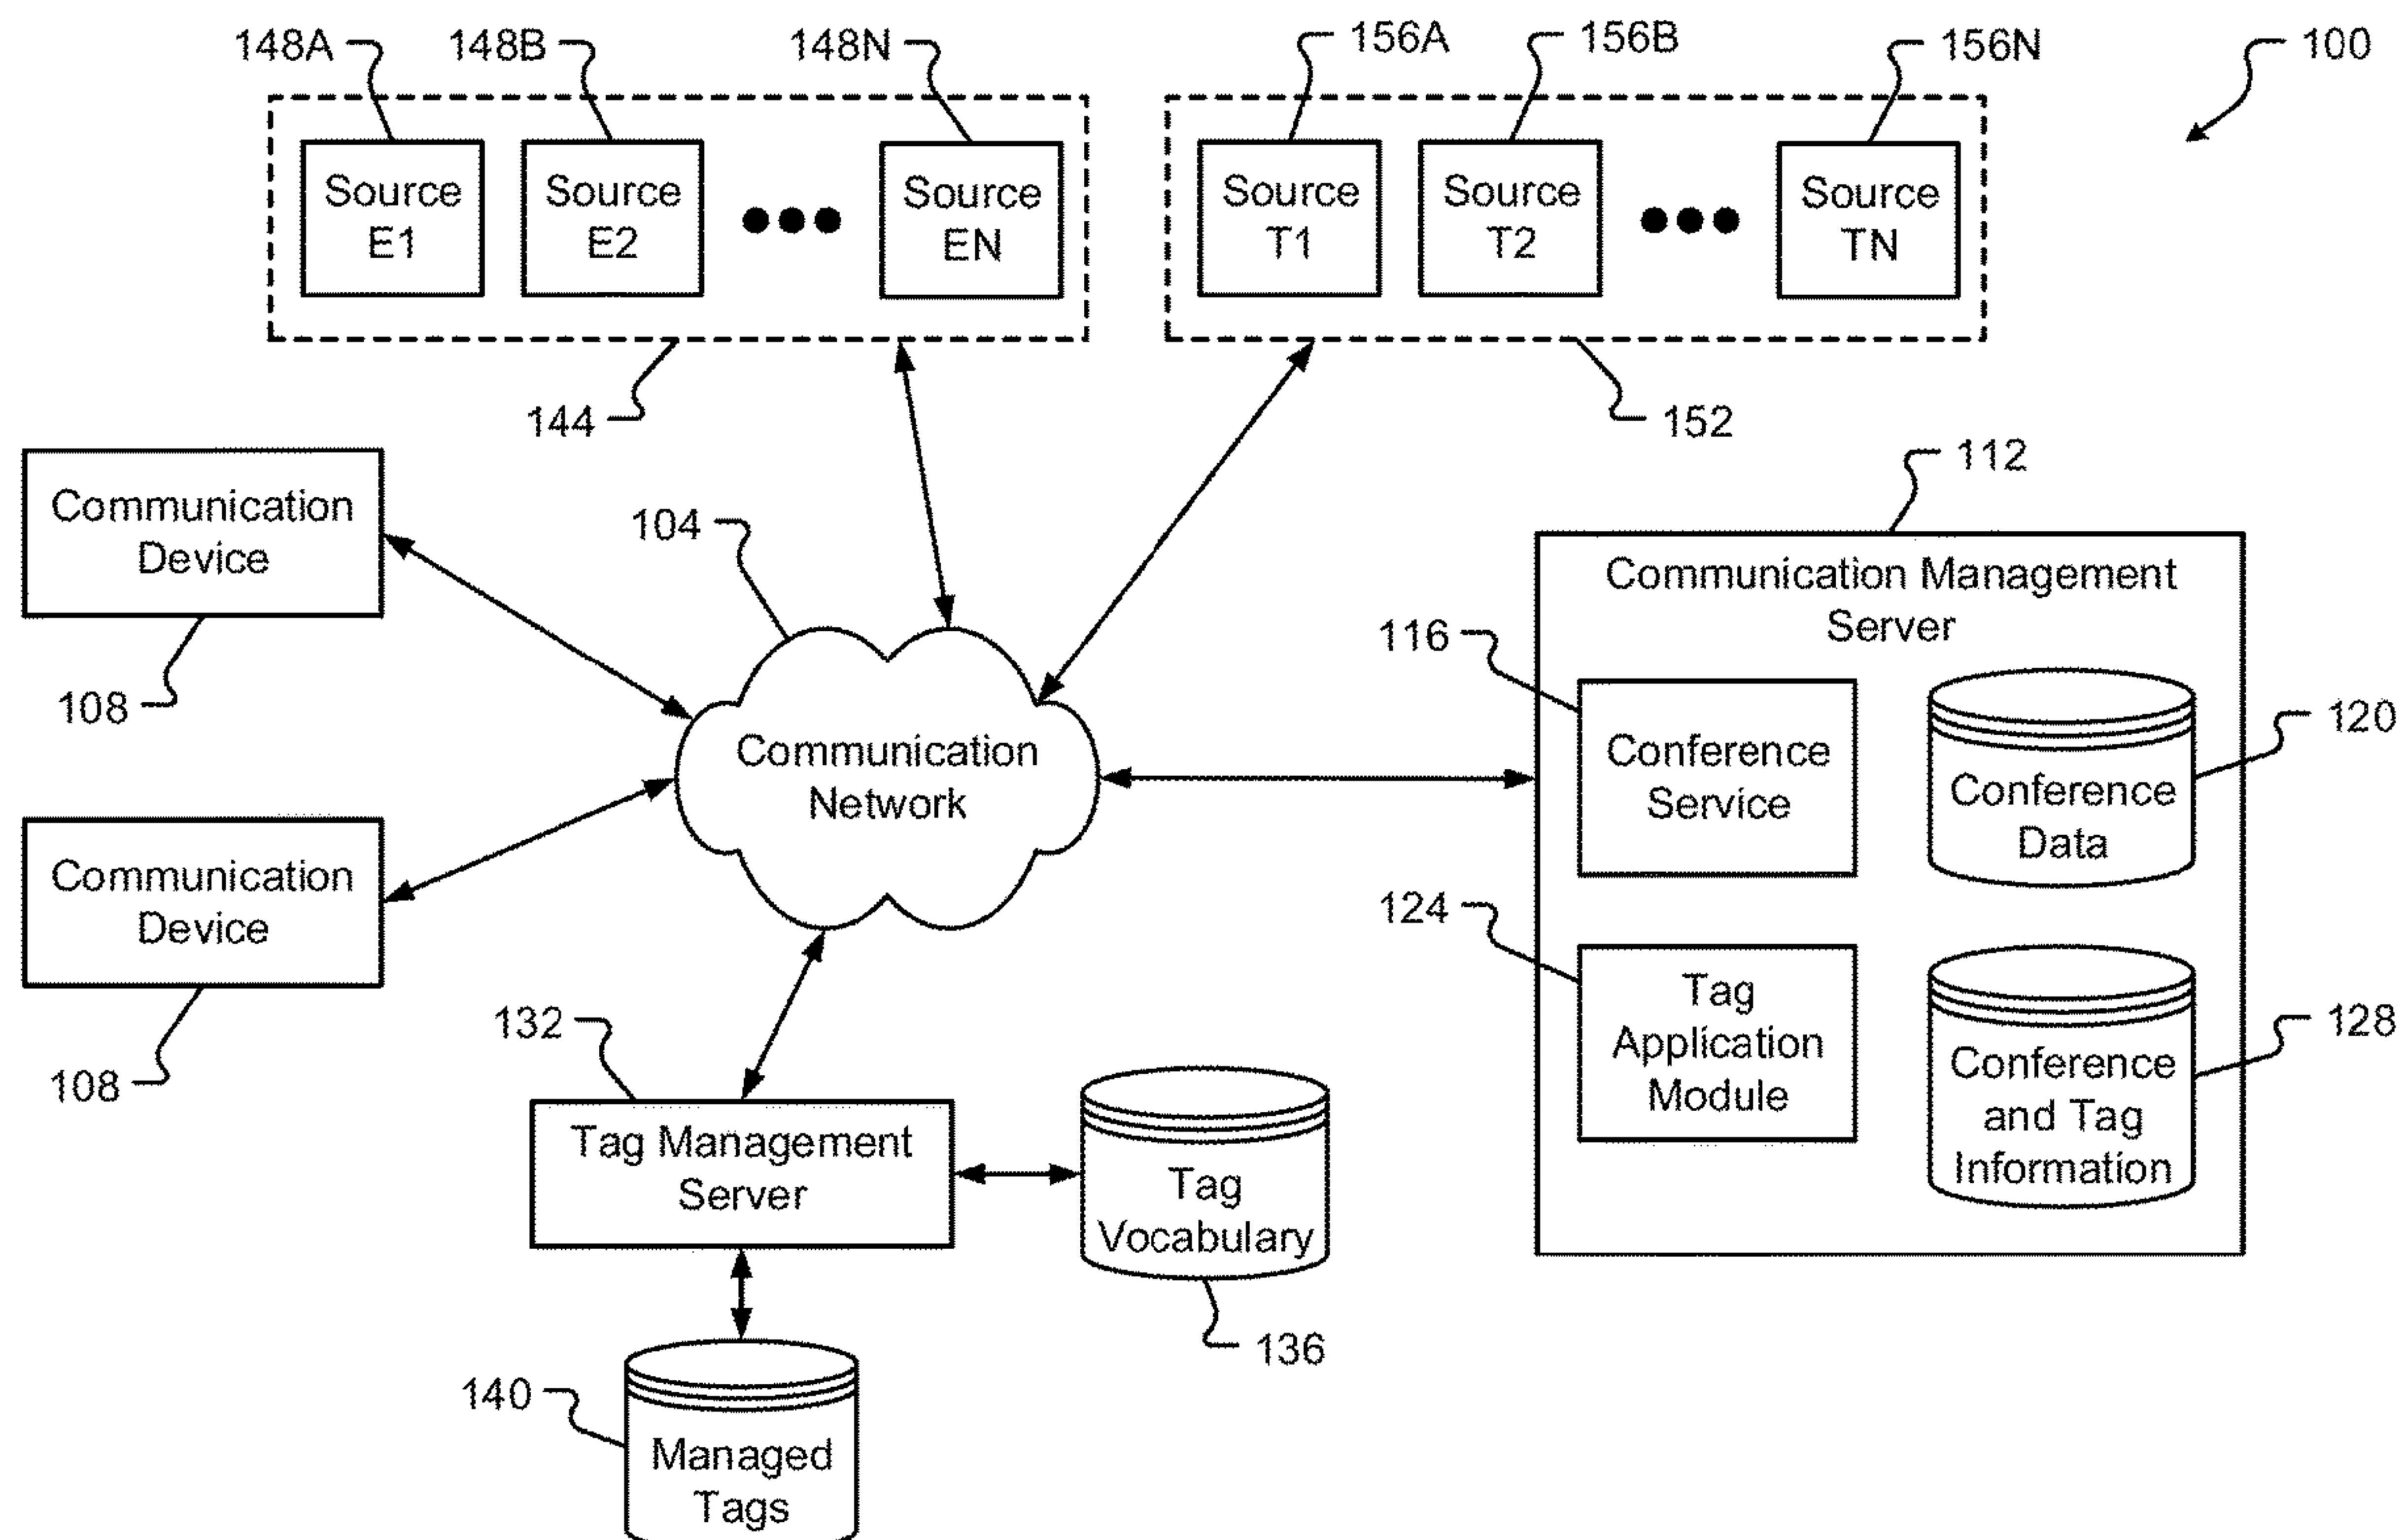 148A
148B
148N
156A
156B
156N
100
Source
E1
Source
E2
Source
EN
Source
T1
Source
T2
Source
TN
144
152
Communication
Device
108
104
112
Communication Management
Server
116
Conference
Service
120
Conference
Data
Communication
Network
Communication
Device
108
124
Tag
Application
Module
128
Conference
and Tag
Information
132
Tag Management
Server
Tag
Vocabulary
136
140
Managed
Tags